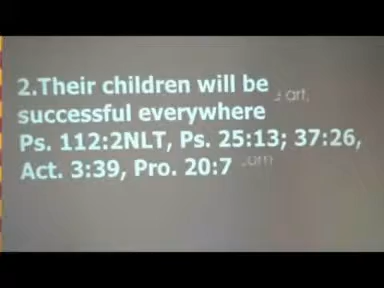 2.Their children will be
successful everywhere
Ps. 112:2NLT, Ps. 25:13; 37:26,
Act. 3:39, Pro. 20:7